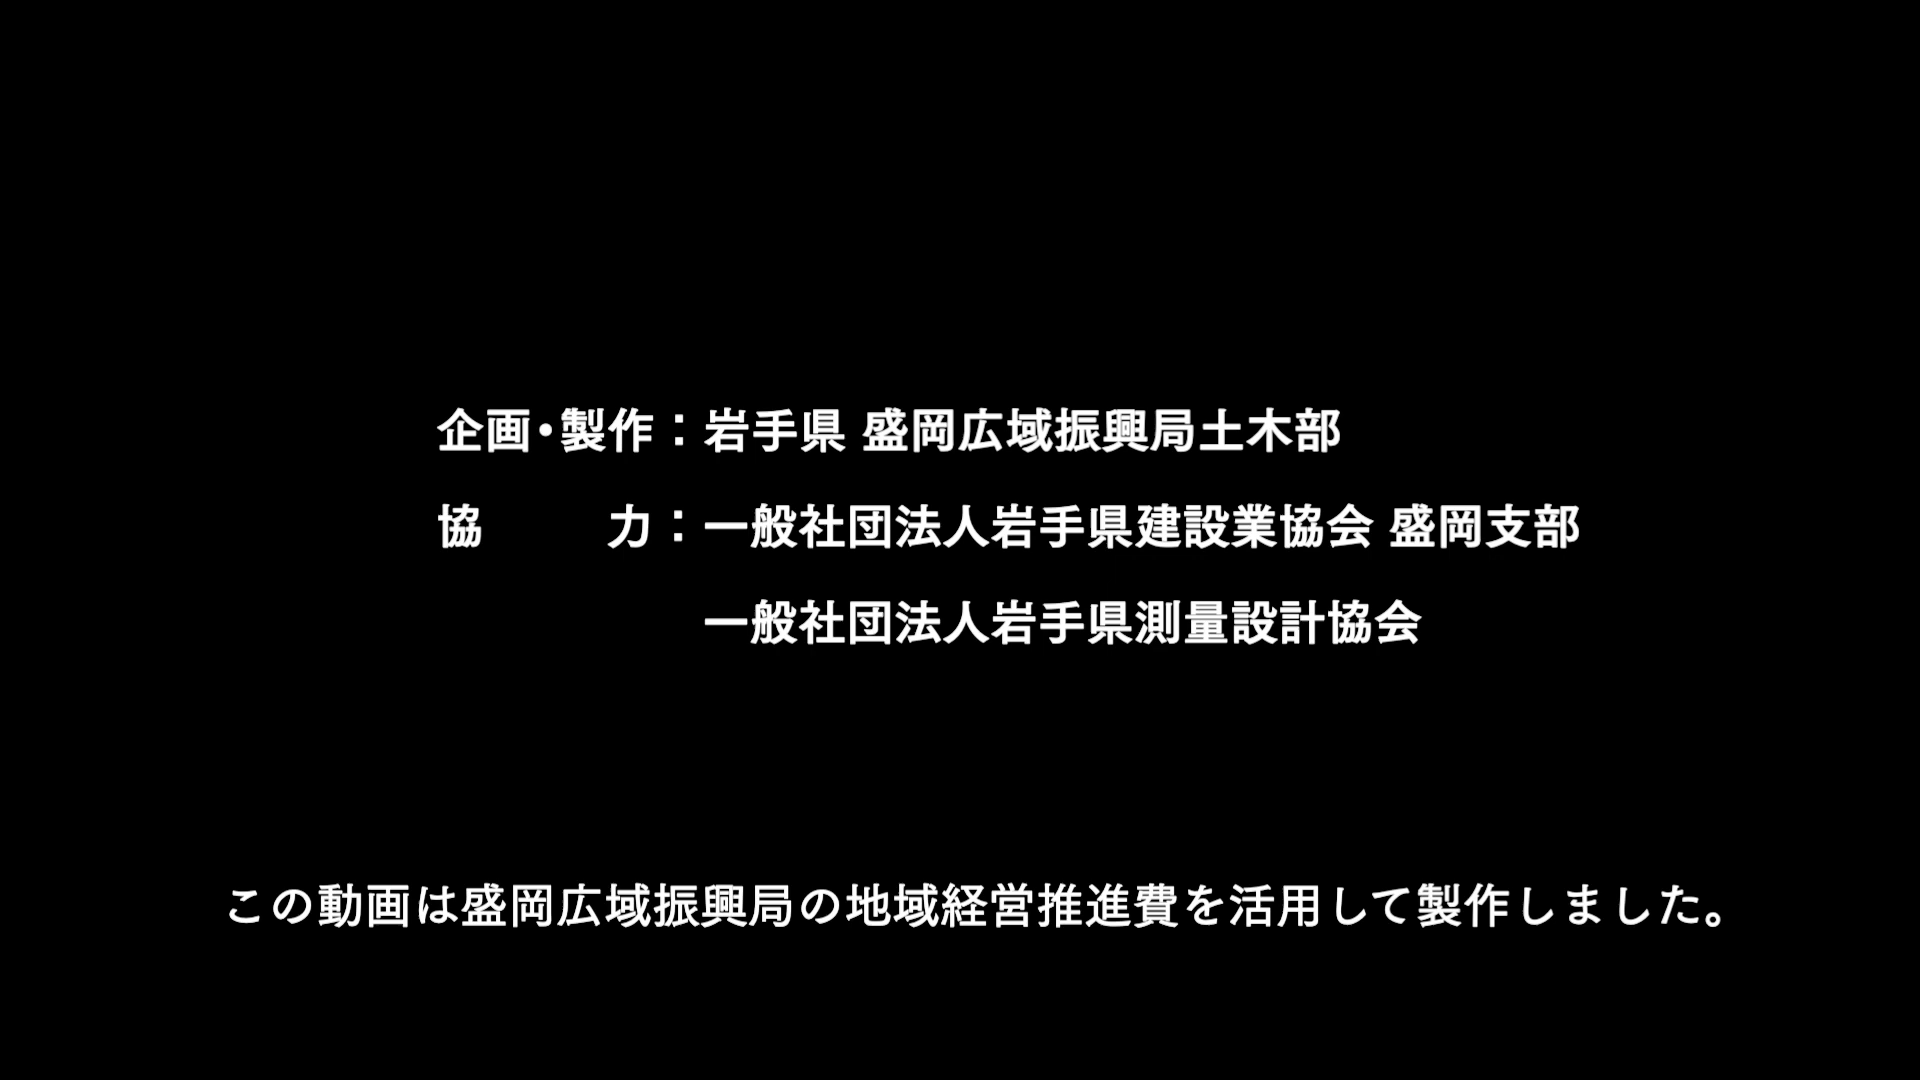 企画・製作：岩手県 盛岡広域振興局土木部
協　　力：一般社団法人岩手県建設業協会 盛岡支部
一般社団法人岩手県測量設計協会
この動画は盛岡広域振興局の地域経営推進費を活用して製作しました。